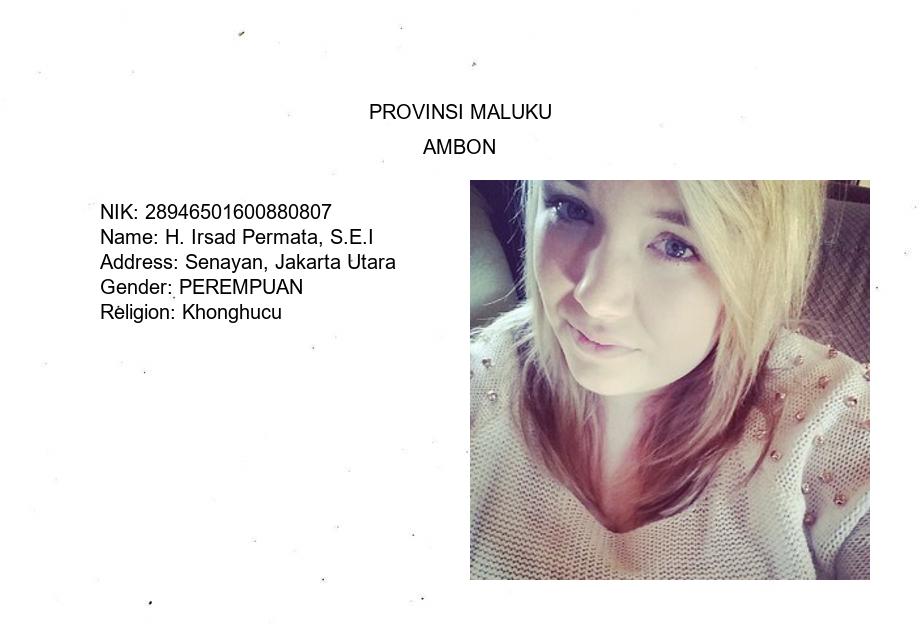 PROVINSI MALUKU
AMBON
NIK: 28946501600880807
Name: H. Irsad Permata, S.E.I
Address: Senayan, Jakarta Utara
Gender: PEREMPUAN
Religion: Khonghucu